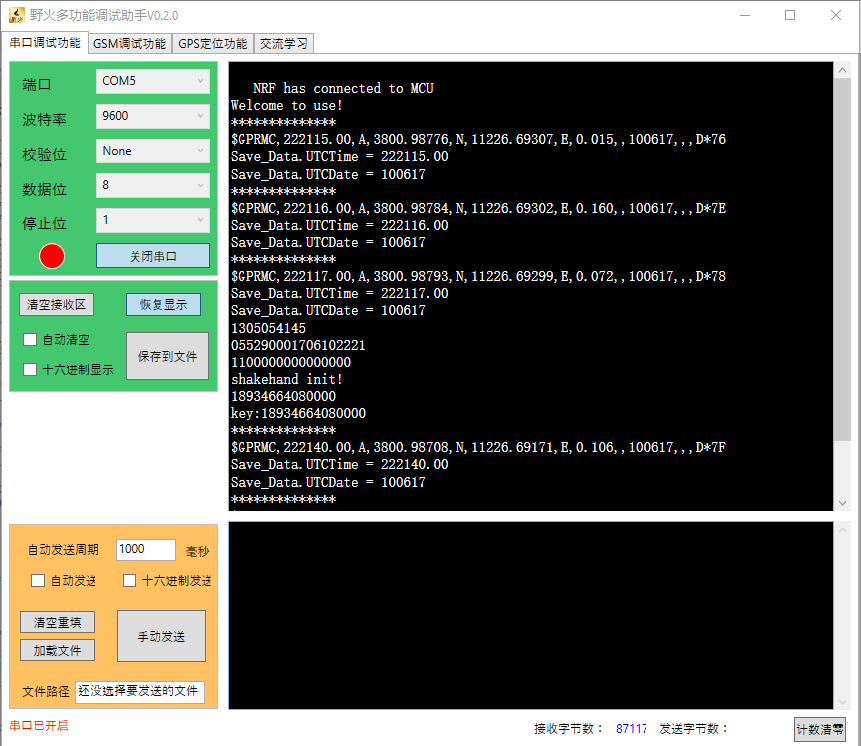 野火多功能调试助手V0.2.0
串口调试功能 GSM调试功能 GPS定位功能 交流学习
端口 COM5
波特率 9600
校验位 None
数据位 8
停止位 1
关闭串口
清空接收区 恢复显示
自动清空
十六进制显示
保存到文件
NRF has connected to MCU
Welcome to use!
**************
$GPRMC,222115.00,A,3800.98776,N,11226.69307,E,0.015,,100617,,,D*76
Save_Data.UTCTime = 222115.00
Save_Data.UTCDate = 100617
**************
$GPRMC,222116.00,A,3800.98784,N,11226.69302,E,0.160,,100617,,,D*7E
Save_Data.UTCTime = 222116.00
Save_Data.UTCDate = 100617
**************
$GPRMC,222117.00,A,3800.98793,N,11226.69299,E,0.072,,100617,,,D*78
Save_Data.UTCTime = 222117.00
Save_Data.UTCDate = 100617
1305054145
055290001706102221
1100000000000000
shakehand init!
18934664080000
key:18934664080000
**************
$GPRMC,222140.00,A,3800.98708,N,11226.69171,E,0.106,,100617,,,D*7F
Save_Data.UTCTime = 222140.00
Save_Data.UTCDate = 100617
**************
自动发送周期 1000 毫秒
自动发送 十六进制发送
清空重填
加载文件
手动发送
文件路径 还没选择要发送的文件
串口已开启
接收字节数： 87117 发送字节数： 计数清零